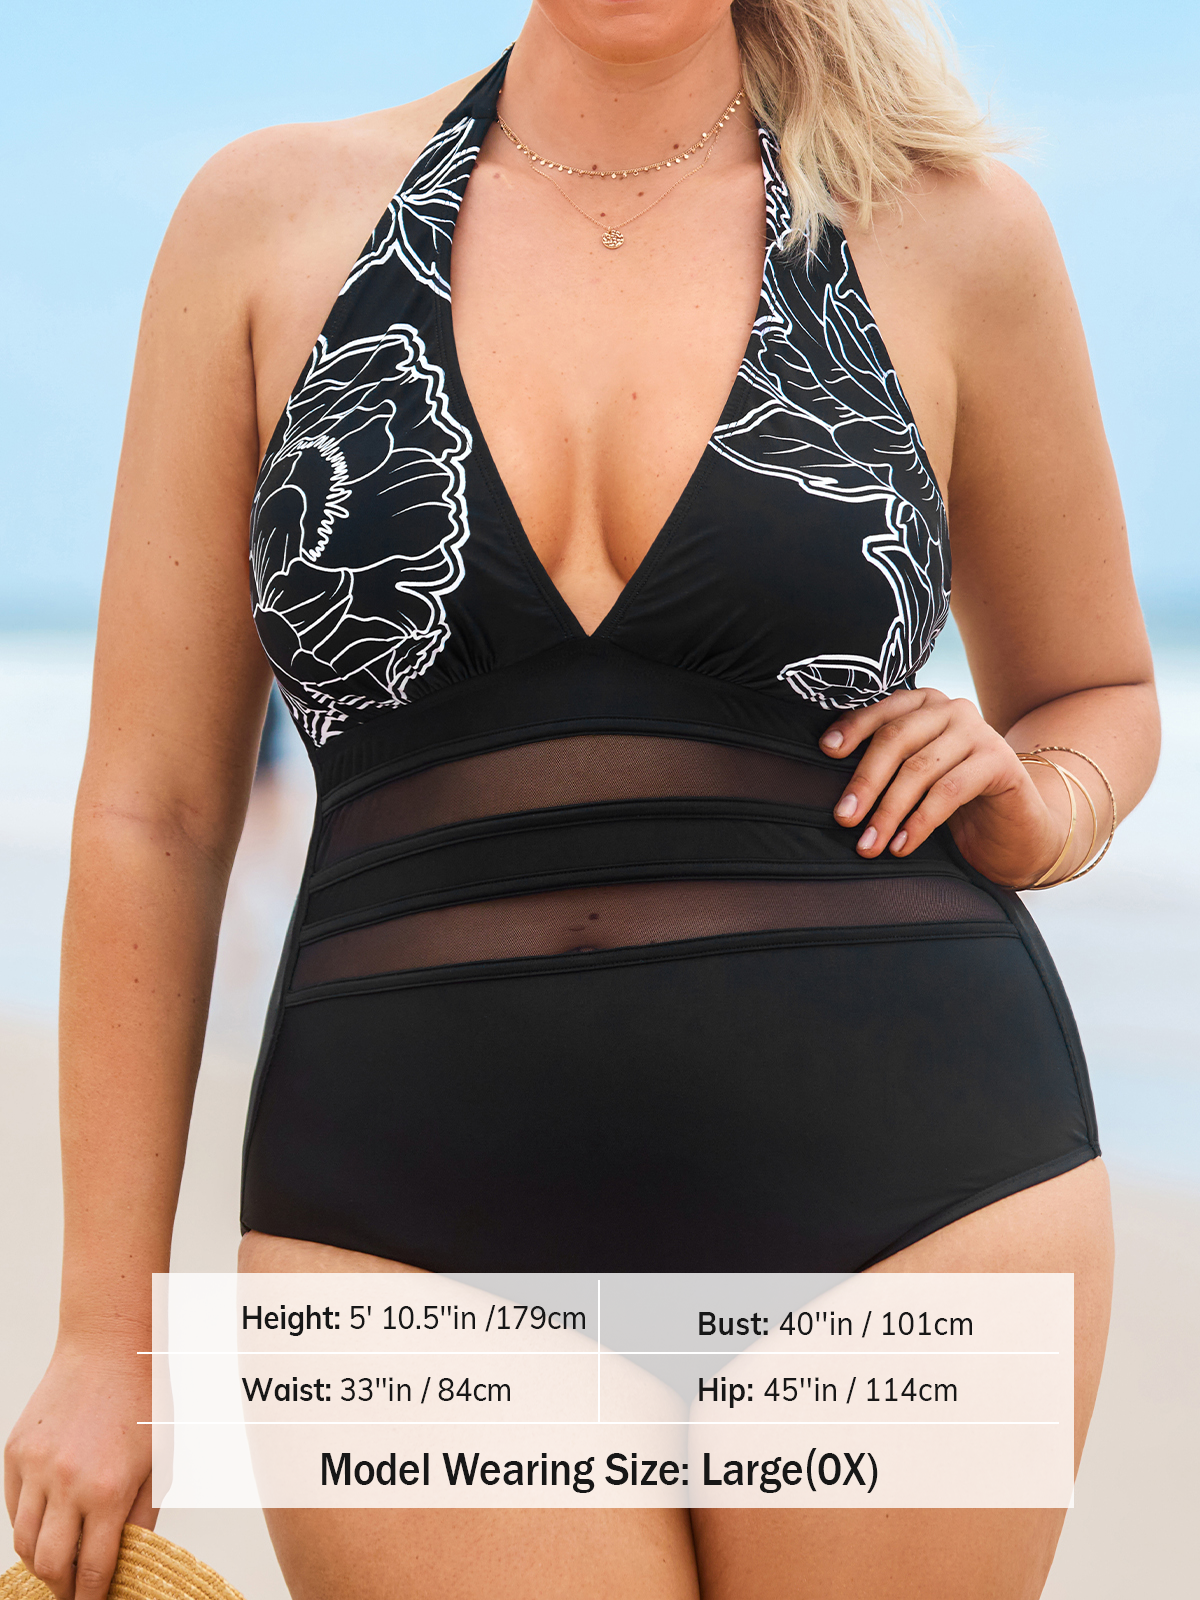 Height: 5' 10.5"in /179cm
Bust: 40"in / 101cm
Waist: 33"in / 84cm
Hip: 45"in / 114cm
Model Wearing Size: Large(0X)